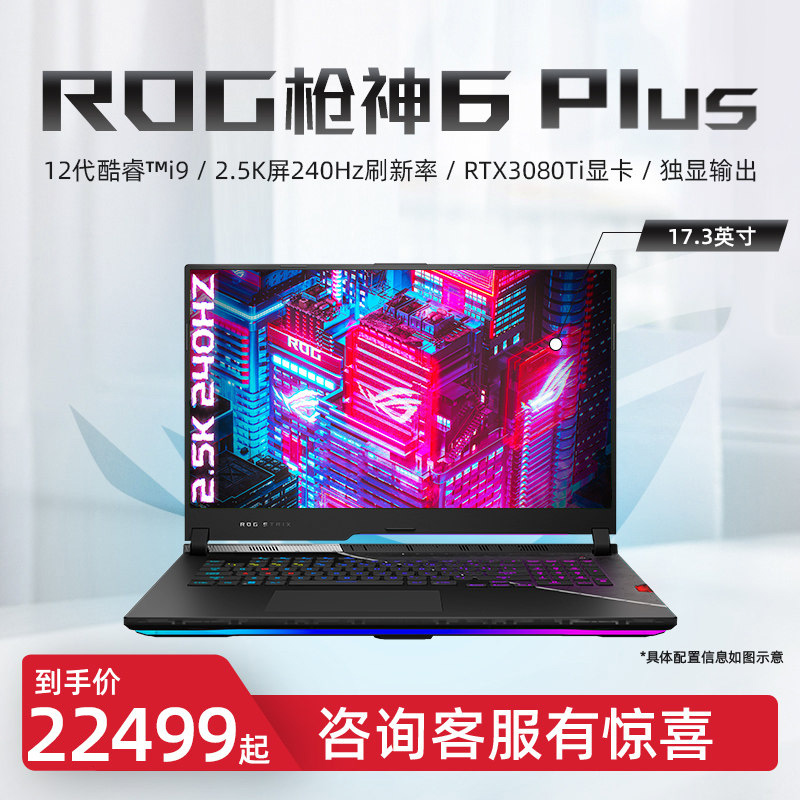 ROG枪神6 Plus
12代酷睿™i9 / 2.5K屏240Hz刷新率 / RTX3080Ti显卡 / 独显输出
17.3英寸
2.5K 240HZ
ROG
ROG STRIX
*具体配置信息如图示意
到手价
22499起
咨询客服有惊喜